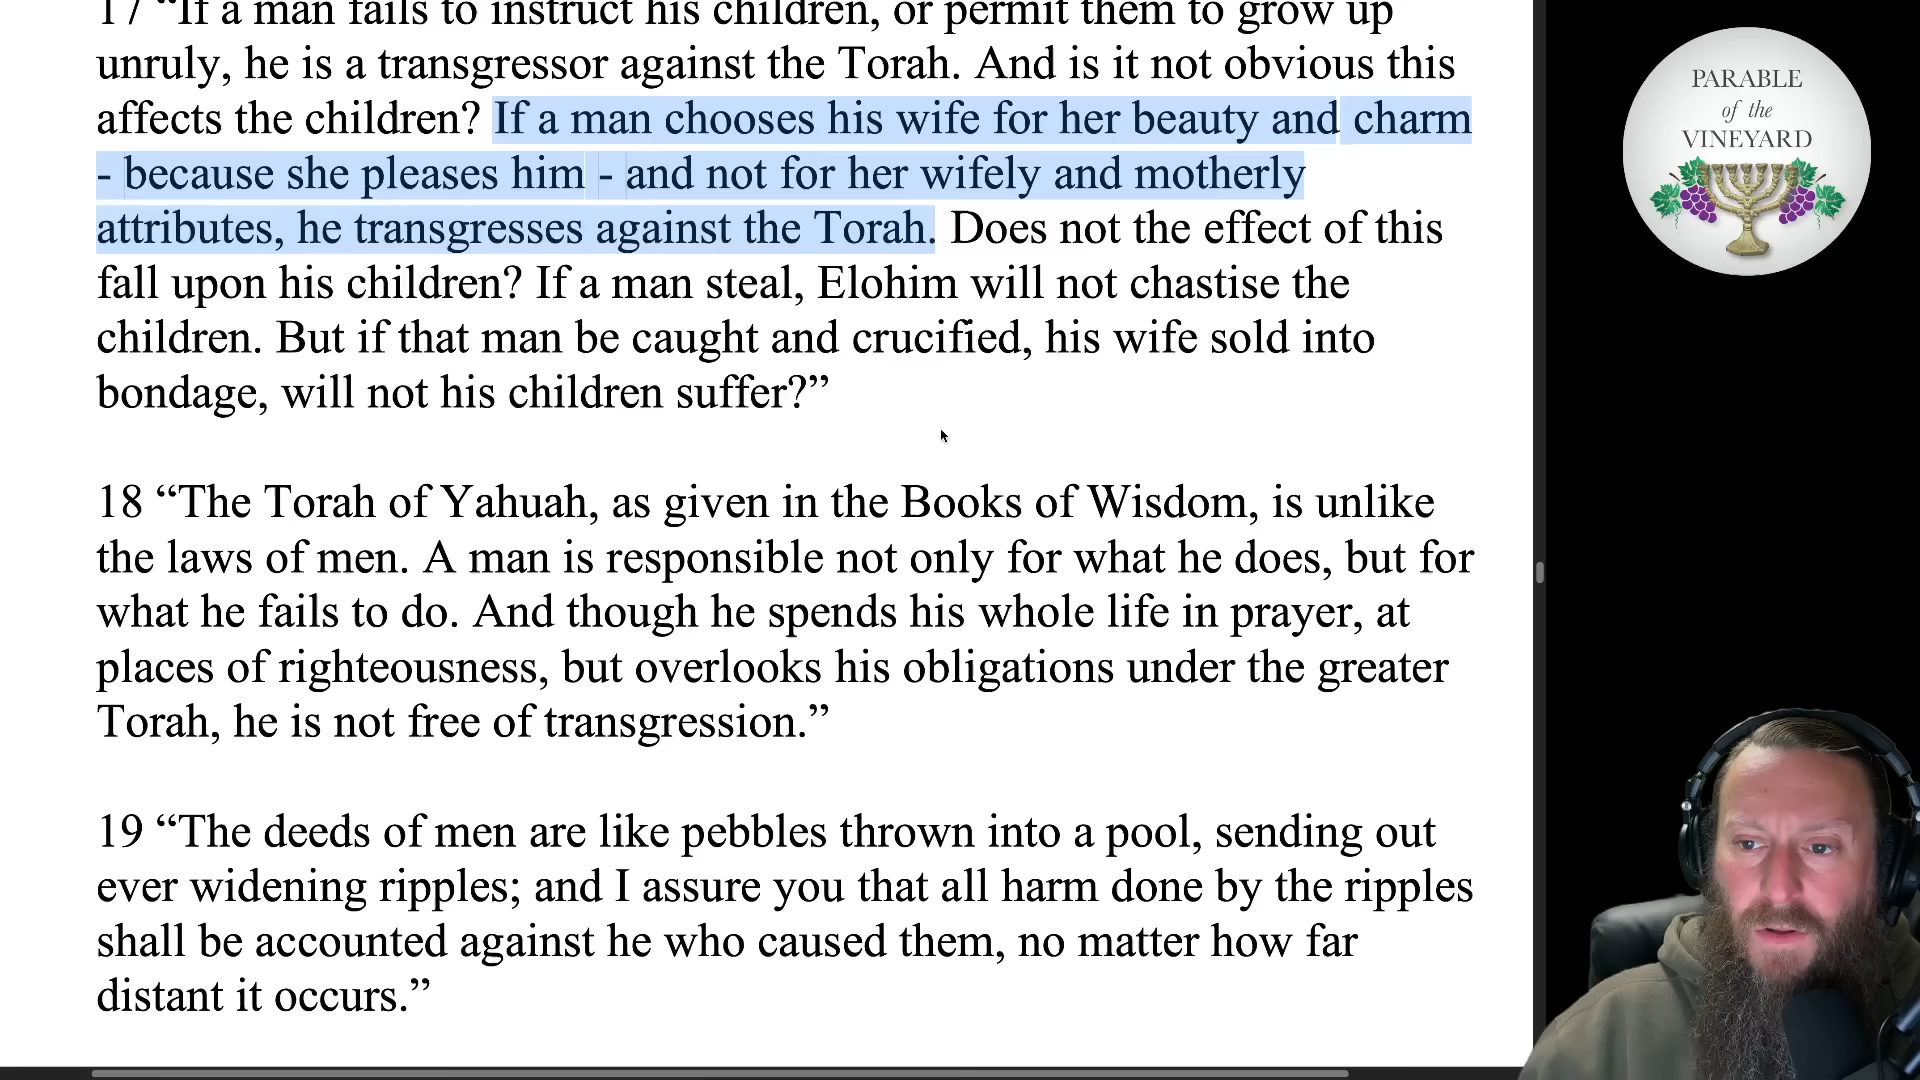 17 “If a man fails to instruct his children, or permit them to grow up
unruly, he is a transgressor against the Torah. And is it not obvious this
affects the children? If a man chooses his wife for her beauty and charm
- because she pleases him - and not for her wifely and motherly
attributes, he transgresses against the Torah. Does not the effect of this
fall upon his children? If a man steal, Elohim will not chastise the
children. But if that man be caught and crucified, his wife sold into
bondage, will not his children suffer?”
18 “The Torah of Yahuah, as given in the Books of Wisdom, is unlike
the laws of men. A man is responsible not only for what he does, but for
what he fails to do. And though he spends his whole life in prayer, at
places of righteousness, but overlooks his obligations under the greater
Torah, he is not free of transgression.”
19 “The deeds of men are like pebbles thrown into a pool, sending out
ever widening ripples; and I assure you that all harm done by the ripples
shall be accounted against he who caused them, no matter how far
distant it occurs.”
PARABLE
of the
VINEYARD